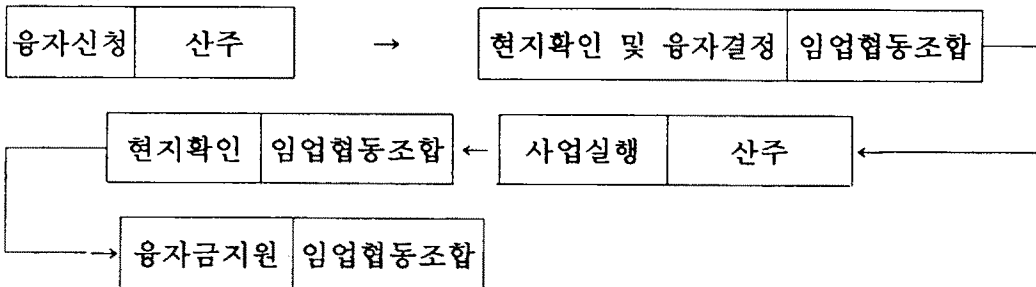 융자신청 산주 → 현지확인 및 융자결정 임업협동조합
현지확인 임업협동조합 ← 사업실행 산주 ←
→ 융자금지원 임업협동조합